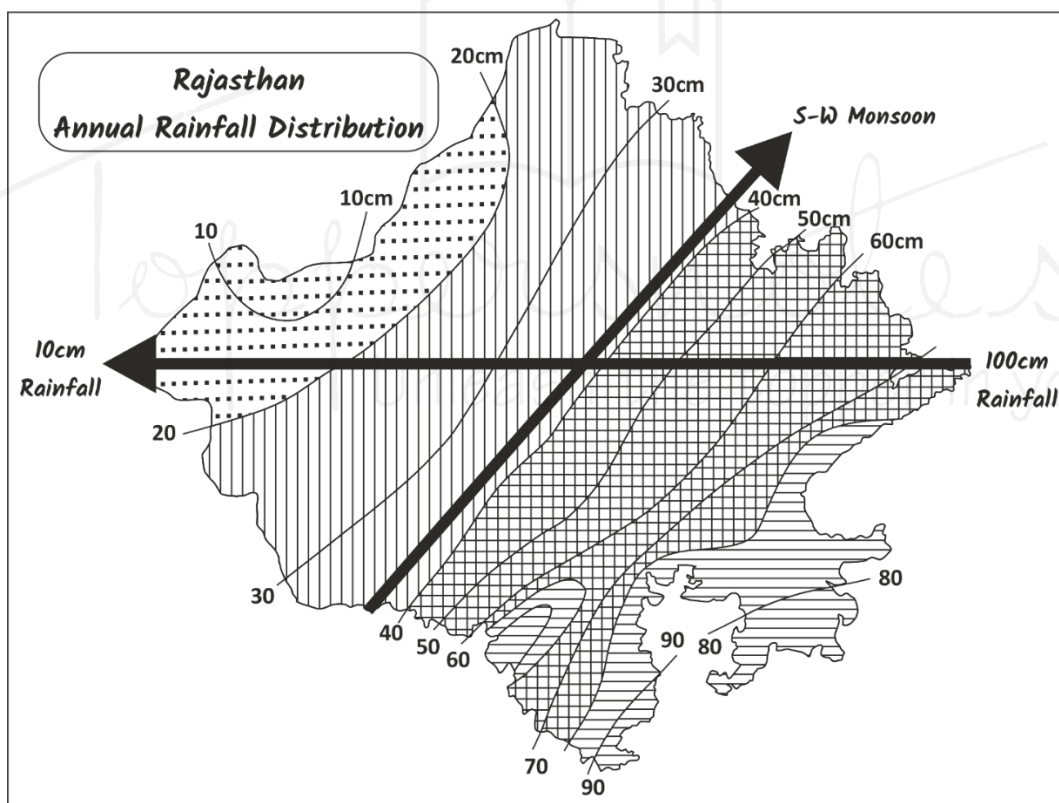 Rajasthan
Annual Rainfall Distribution
20cm
30cm
S-W Monsoon
10cm
10
40cm
50cm
60cm
10cm
Rainfall
100cm
Rainfall
20
30
40
50
60
80
80
90
70
90
Toppersnotes